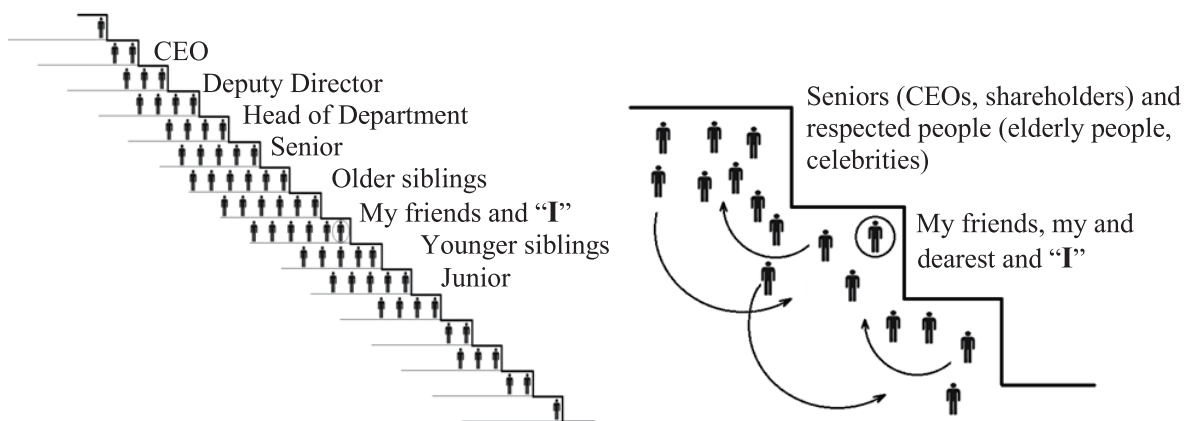 CEO
Deputy Director
Head of Department
Senior
Older siblings
My friends and “I”
Younger siblings
Junior
Seniors (CEOs, shareholders) and
respected people (elderly people,
celebrities)
My friends, my and
dearest and “I”